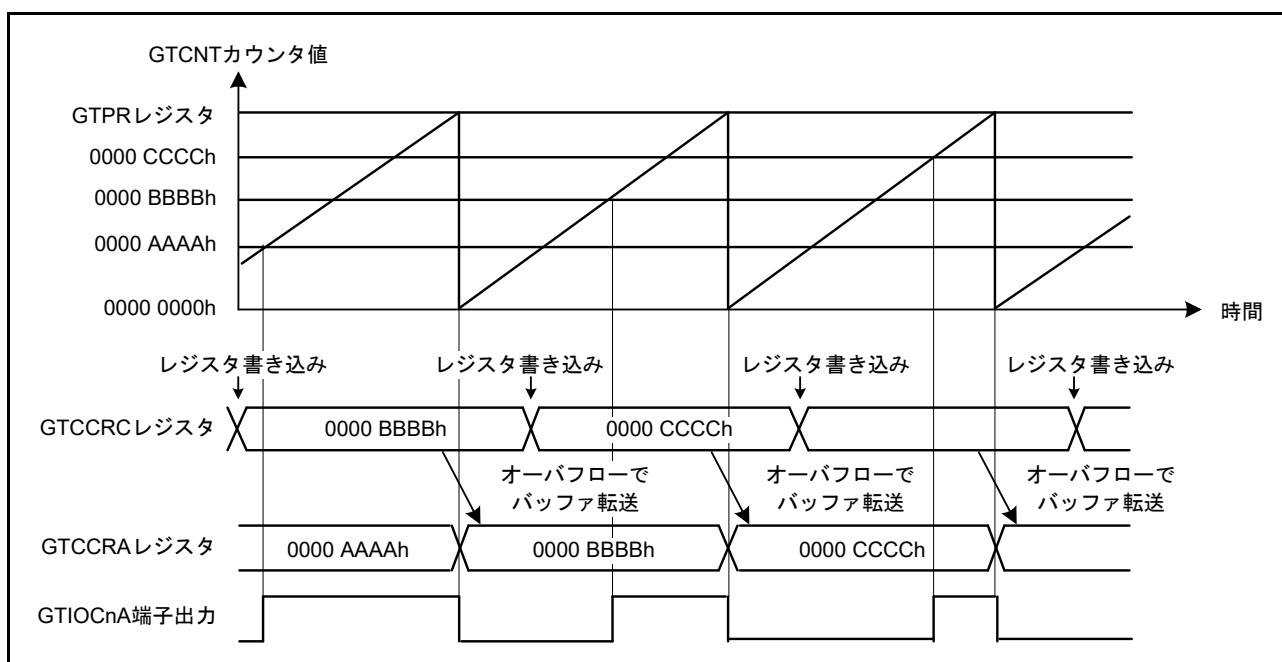 GTCNTカウンタ値
GTPRレジスタ
0000 CCCCh
0000 BBBBh
0000 AAAAh
0000 0000h
時間
レジスタ書き込み
レジスタ書き込み
レジスタ書き込み
レジスタ書き込み
GTCCRCレジスタ
0000 BBBBh
0000 CCCCh
オーバフローで
バッファ転送
オーバフローで
バッファ転送
オーバフローで
バッファ転送
GTCCRAレジスタ
0000 AAAAh
0000 BBBBh
0000 CCCCh
GTIOCnA端子出力